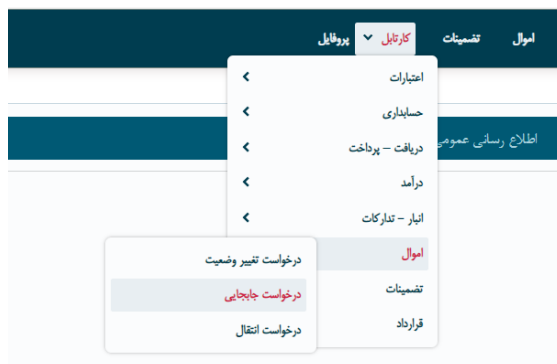 اموال
تضمینات
کارتابل
پروفایل
اطلاع رسانی عمومی
اعتبارات
حسابداری
دریافت – پرداخت
درآمد
انبار – تدارکات
اموال
تضمینات
قرارداد
درخواست تغییر وضعیت
درخواست جابجایی
درخواست انتقال